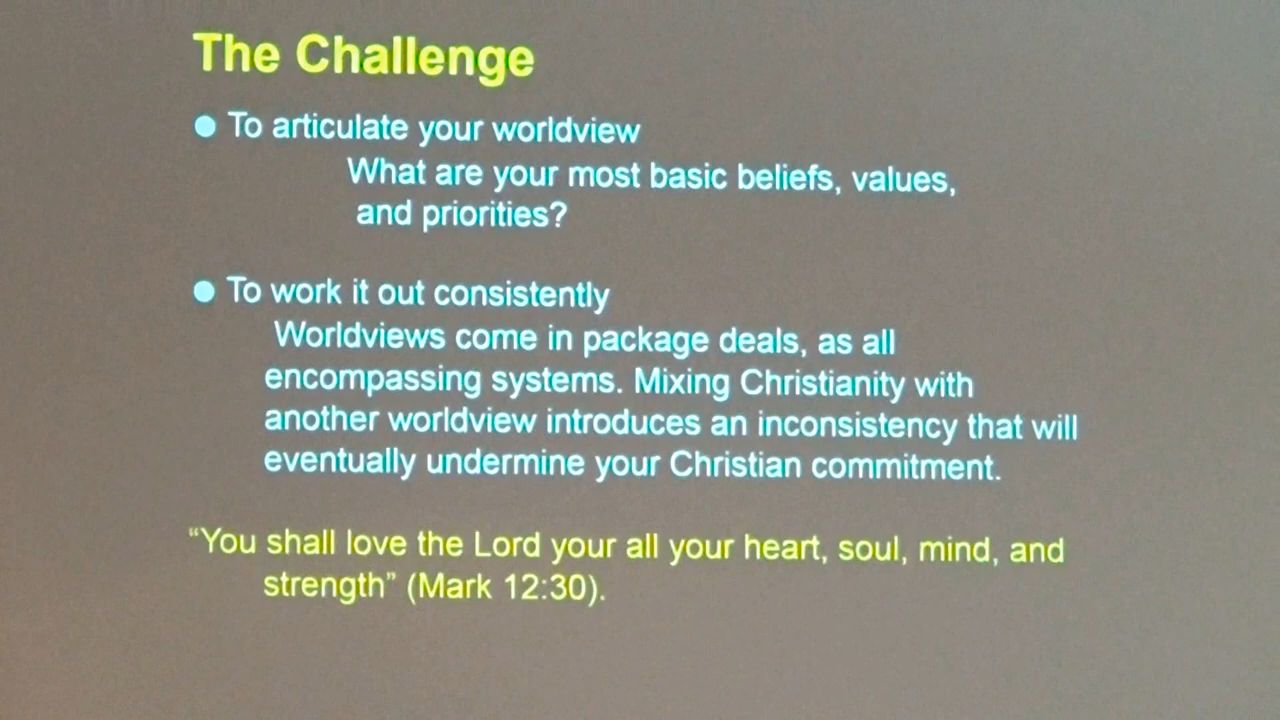 The Challenge
● To articulate your worldview
What are your most basic beliefs, values,
and priorities?
● To work it out consistently
Worldviews come in package deals, as all
encompassing systems. Mixing Christianity with
another worldview introduces an inconsistency that will
eventually undermine your Christian commitment.
“You shall love the Lord your all your heart, soul, mind, and
strength” (Mark 12:30).